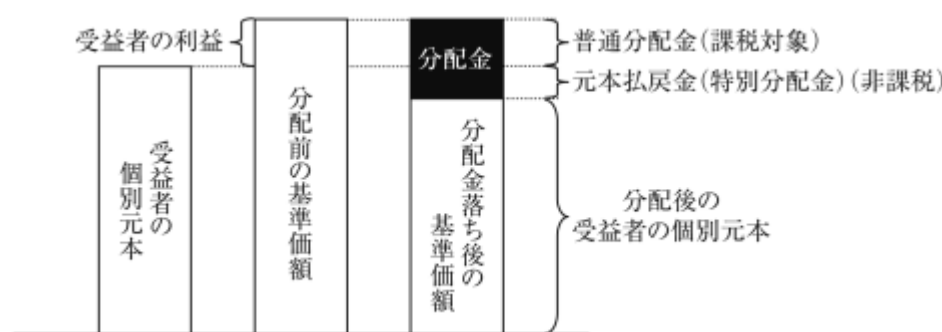 受益者の利益
分配金
普通分配金(課税対象)
元本払戻金(特別分配金)(非課税)
受益者の
個別元本
分配前の基準価額
分配金落ち後の
基準価額
分配後の
受益者の個別元本